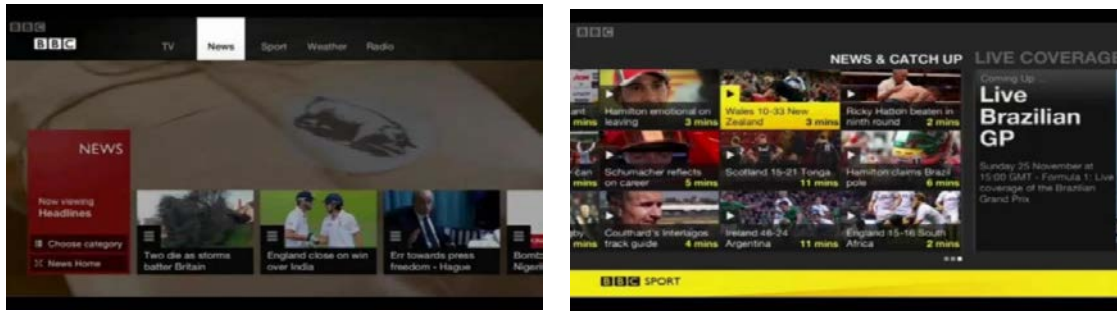 BBC
BBC
TV News Sport Weather Radio
NEWS
Now viewing
Headlines
Choose category
News Home
Two die as storms
batter Britain
England close on win
over India
Err towards press
freedom - Hague
Bomb
Nigeri
BBC
NEWS & CATCH UP
LIVE COVERAGE
mins
Hamilton emotional on
leaving 3 mins
Wales 10-33 New
Zealand 3 mins
Ricky Hatton beaten in
ninth round 2 mins
mins
Schumacher reflects
on career 5 mins
Scotland 15-21 Tonga
11 mins
Hamilton claims Brazil
pole 6 mins
mins
Coulthard's Interlagos
track guide 4 mins
Ireland 46-24
Argentina 11 mins
England 15-16 South
Africa 2 mins
Coming Up ...
Live
Brazilian
GP
Sunday 25 November at
15:00 GMT - Formula 1: Live
coverage of the Brazilian
Grand Prix
BBC SPORT